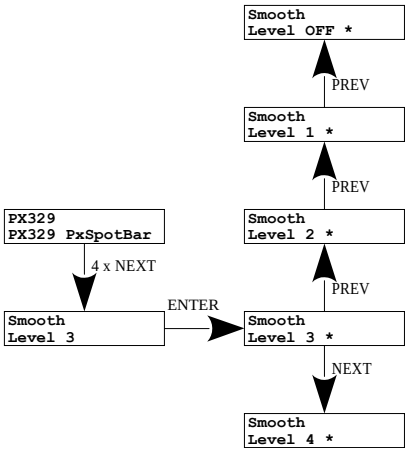 Smooth
Level OFF *
PREV
Smooth
Level 1 *
PREV
Smooth
Level 2 *
PX329
PX329 PxSpotBar
4 x NEXT
PREV
ENTER
Smooth
Level 3
Smooth
Level 3 *
NEXT
Smooth
Level 4 *